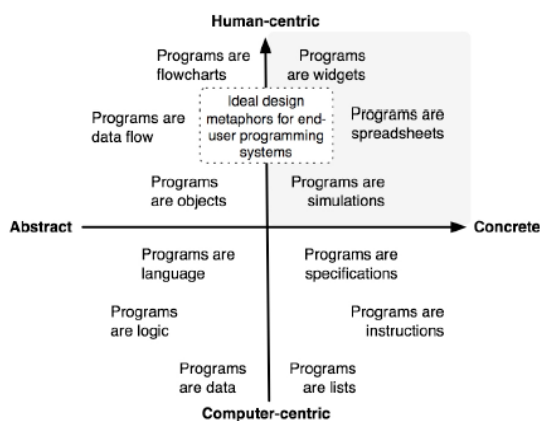 Human-centric
Programs are
flowcharts
Programs
are widgets
Ideal design
metaphors for end-
user programming
systems
Programs are
data flow
Programs are
spreadsheets
Programs
are objects
Programs are
simulations
Abstract
Concrete
Programs are
language
Programs are
specifications
Programs
are logic
Programs are
instructions
Programs
are data
Programs
are lists
Computer-centric